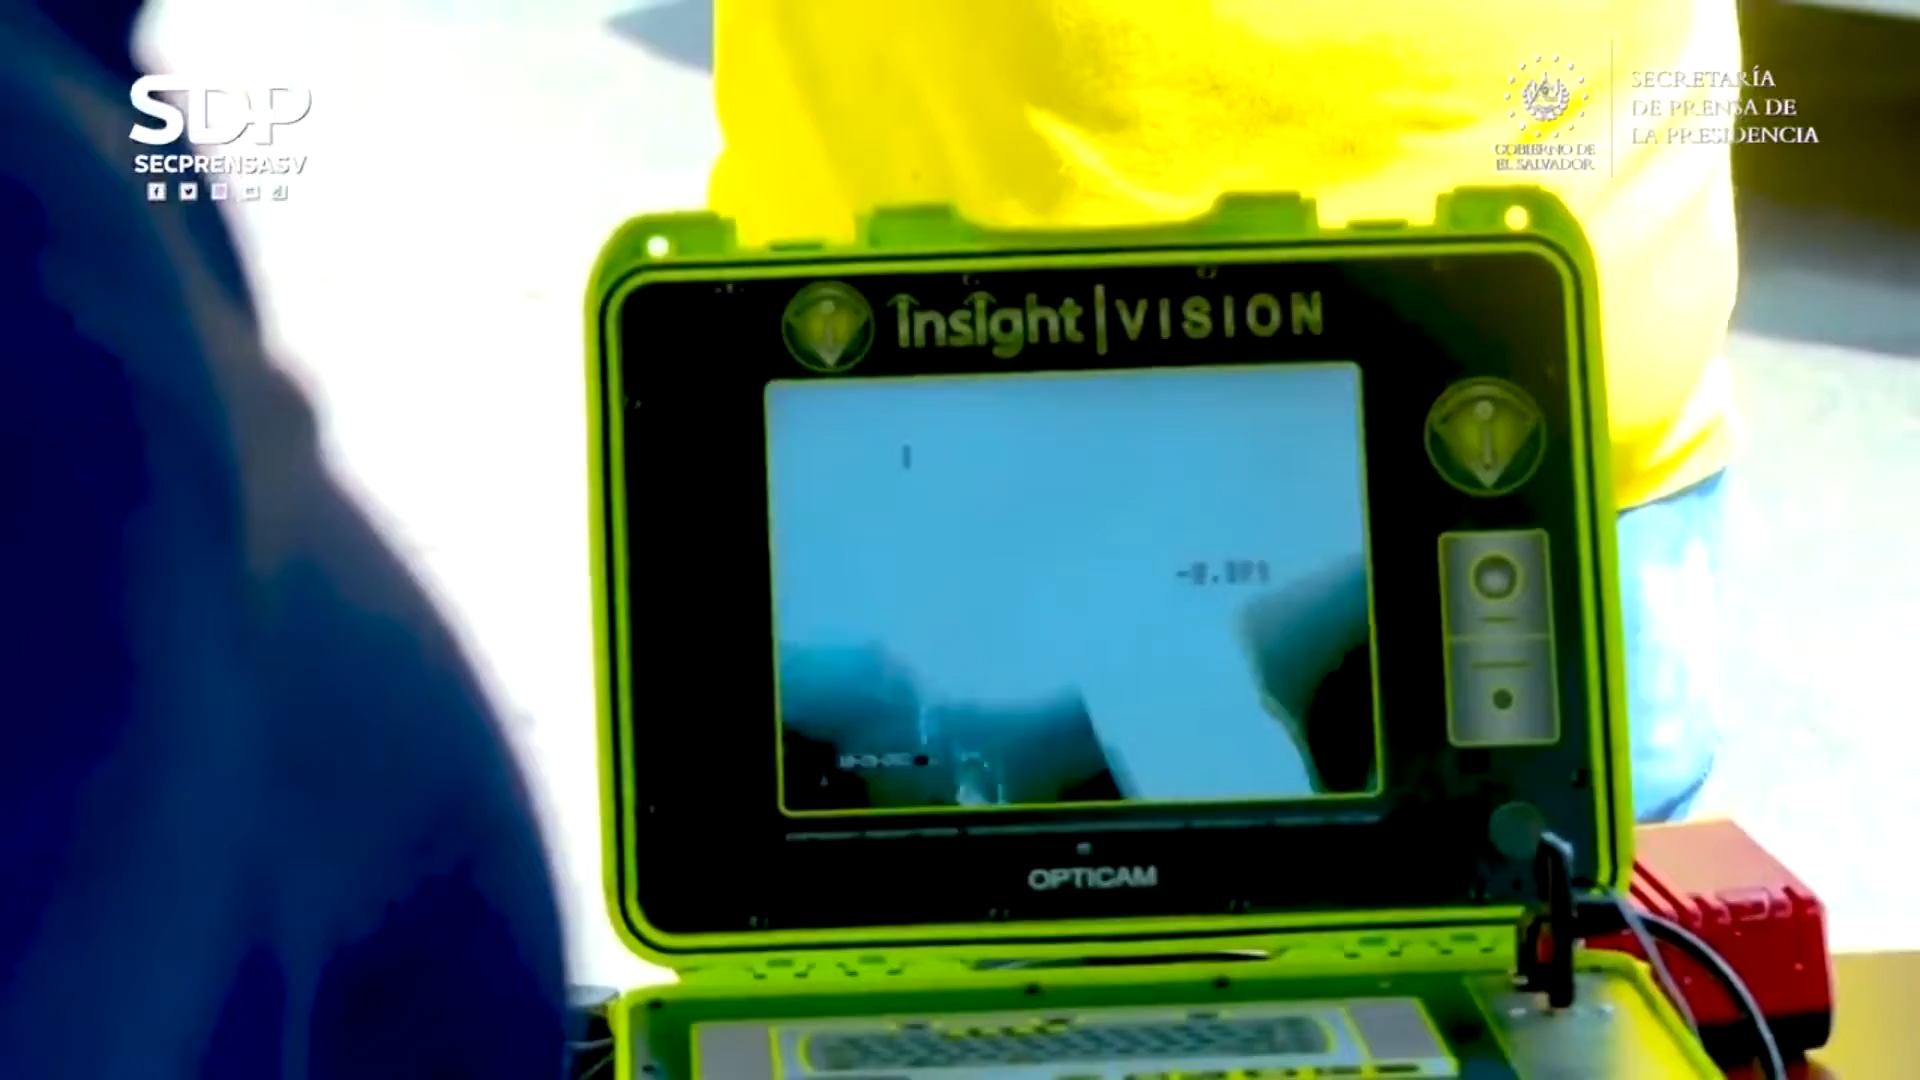 SDP
SECPRENSASV
GOBIERNO DE
EL SALVADOR
SECRETARÍA
DE PRENSA DE
LA PRESIDENCIA
insight|VISION
OPTICAM